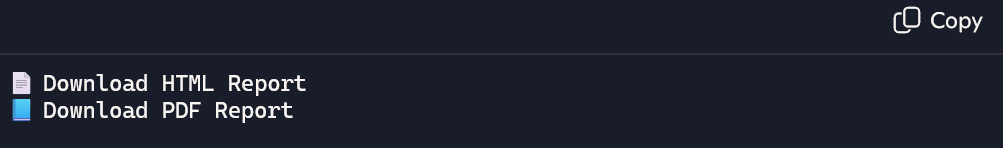 Copy
📄 Download HTML Report
📘 Download PDF Report